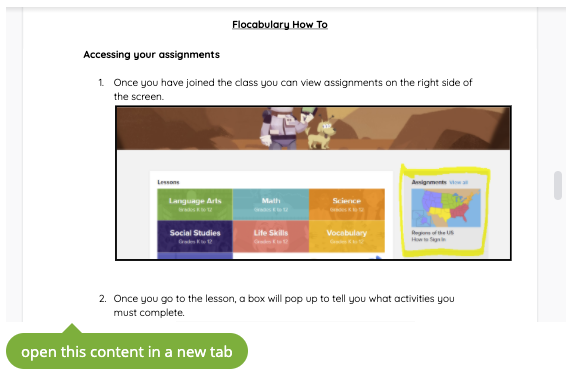 Flocabulary How To
Accessing your assignments
1. Once you have joined the class you can view assignments on the right side of
the screen.
Lessons
Assignments View all
Language Arts
Grades K to 12
Math
Grades K to 12
Science
Grades K to 12
Social Studies
Grades K to 12
Life Skills
Grades K to 12
Vocabulary
Grades K to 12
Regions of the US
How to Sign In
2. Once you go to the lesson, a box will pop up to tell you what activities you
must complete.
open this content in a new tab